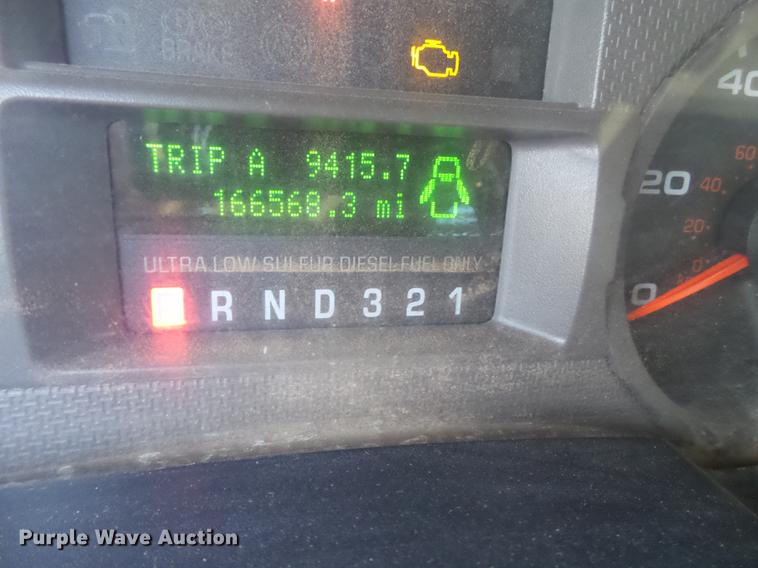 BRAKE
TRIP A 9415.7
166568.3 mi
ULTRA LOW SULFUR DIESEL FUEL ONLY
P R N D 3 2 1
40
60
20 40
20
0
0
Purple Wave Auction